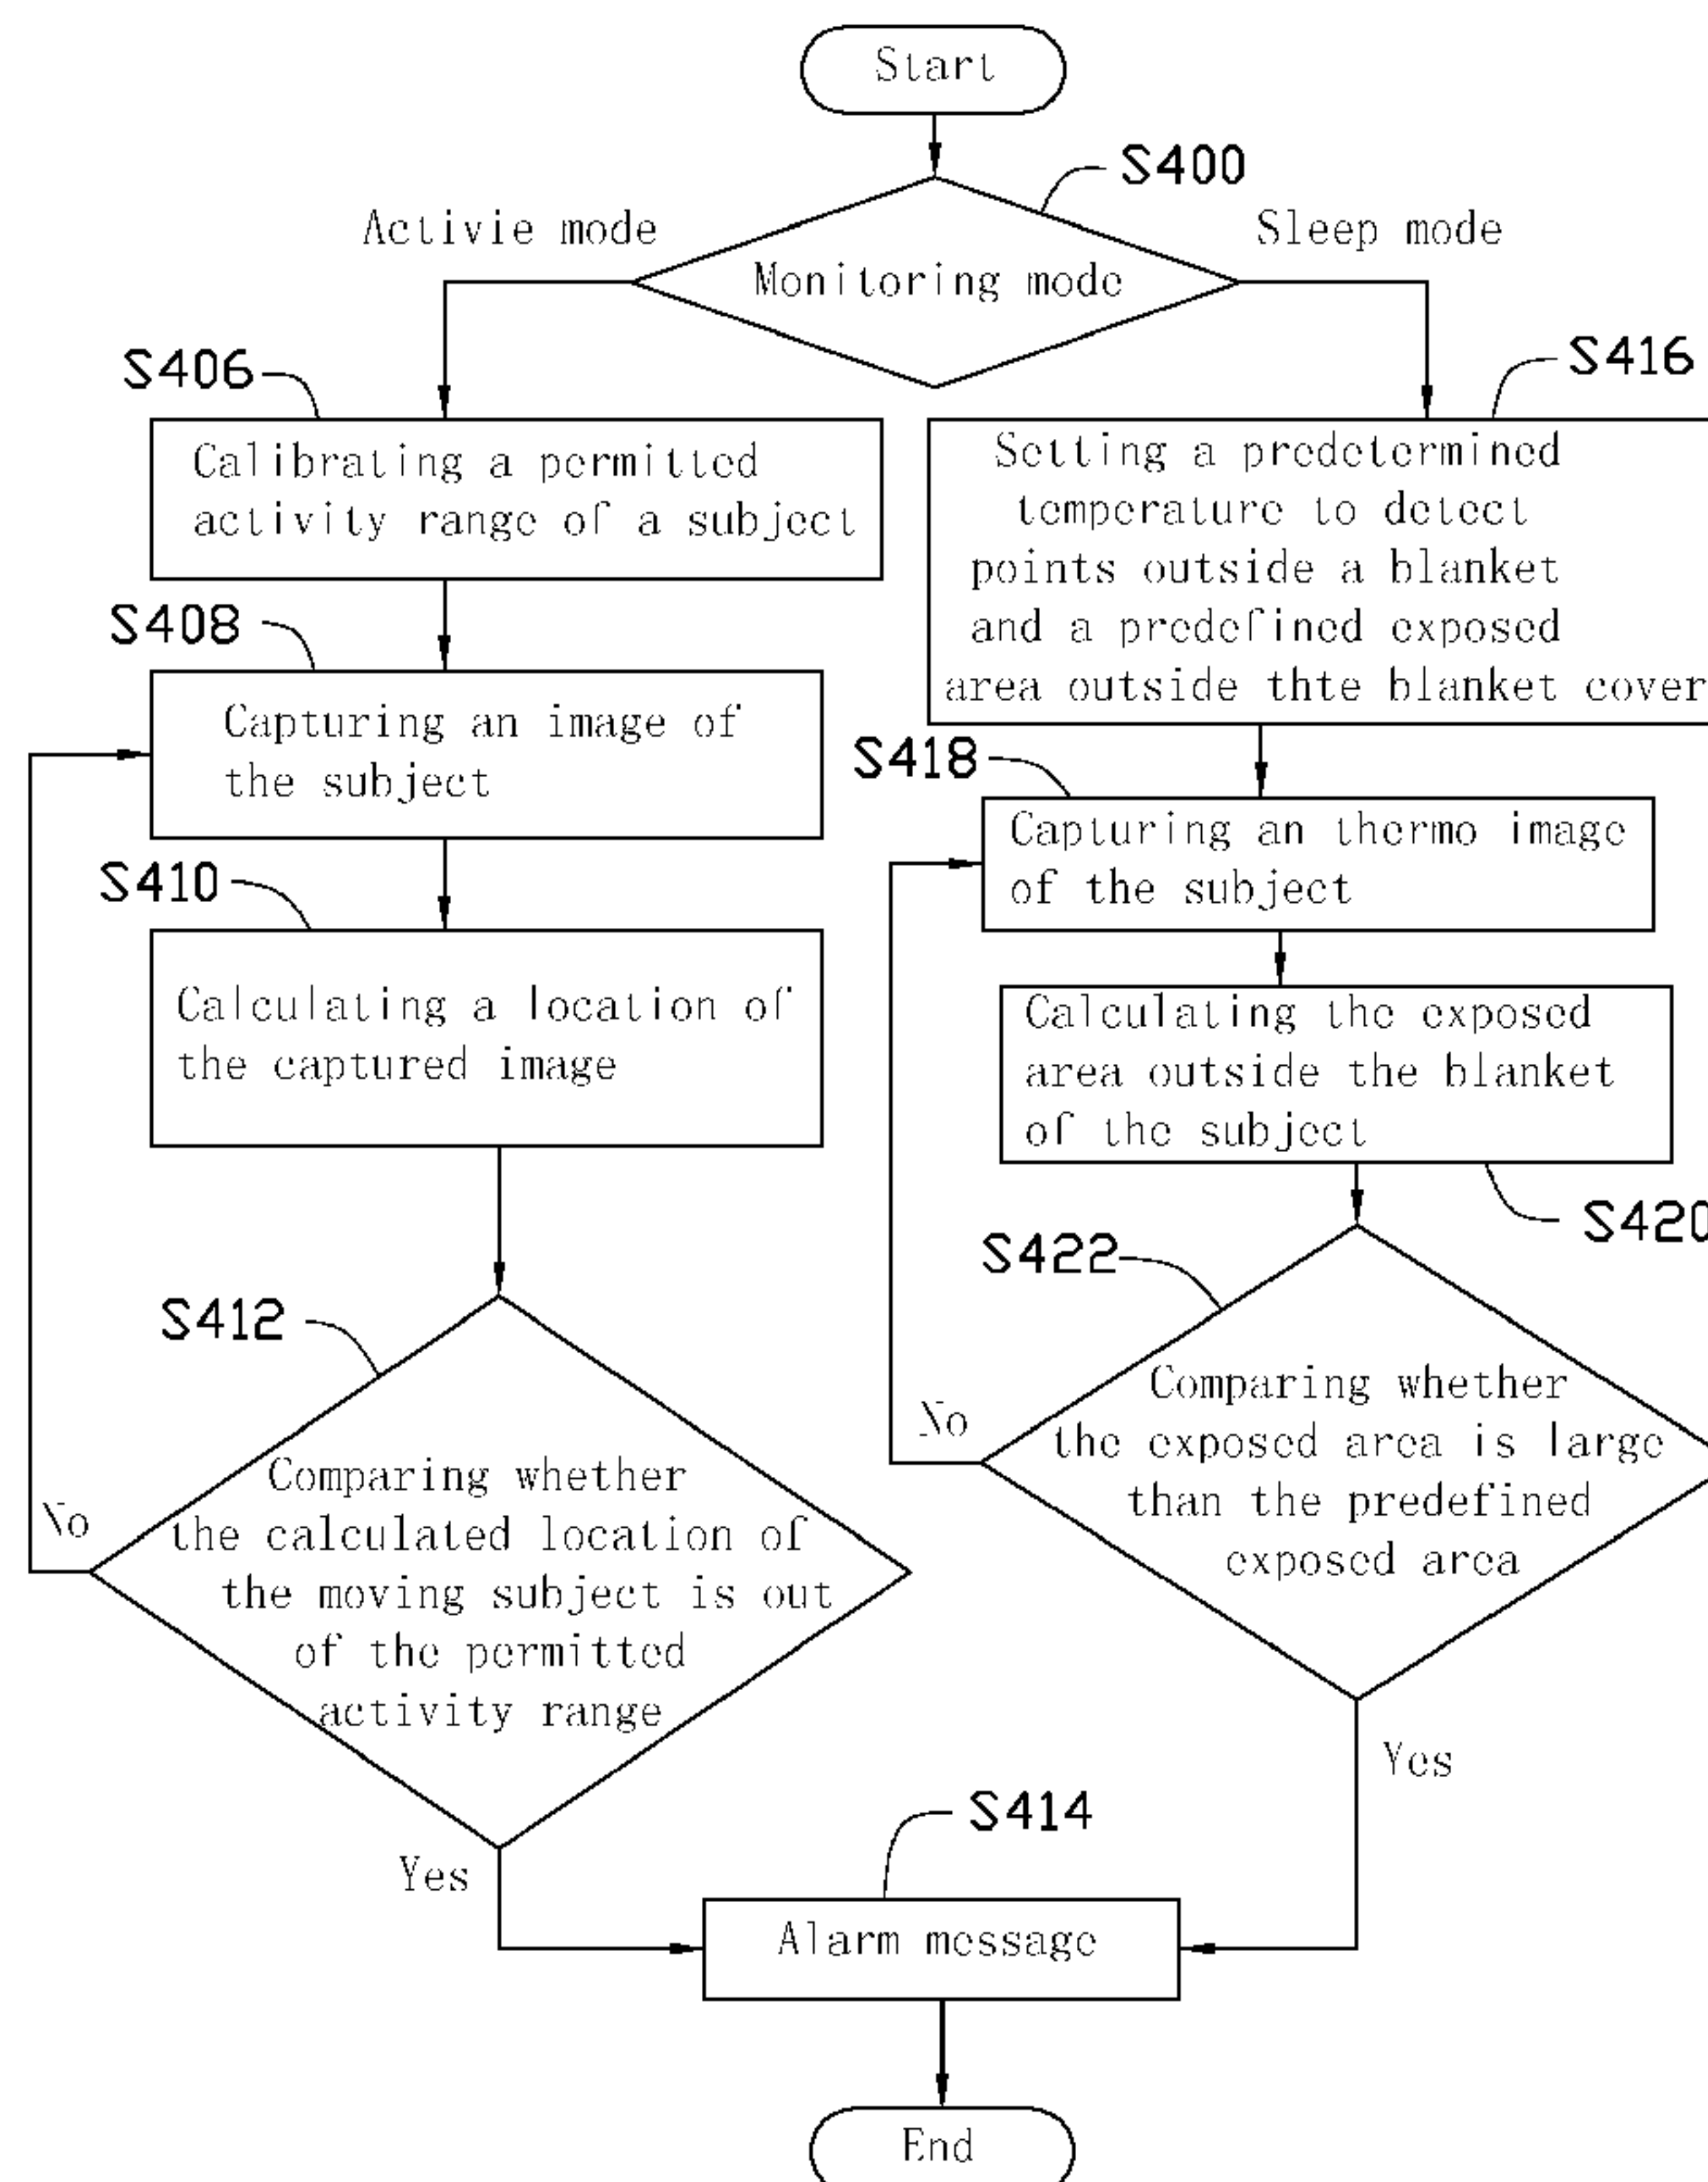 Start
S400
Activie mode
Sleep mode
Monitoring mode
S406
S416
Calibrating a permitted
activity range of a subject
Setting a predetermined
temperature to detect
points outside a blanket
and a predefined exposed
area outside thte blanket cover
S408
Capturing an image of
the subject
S418
Capturing an thermo image
of the subject
S410
Calculating a location of
the captured image
Calculating the exposed
area outside the blanket
of the subject
S420
S422
S412
Comparing whether
the exposed area is large
than the predefined
exposed area
No
Comparing whether
the calculated location of
the moving subject is out
of the permitted
activity range
No
Yes
S414
Yes
Alarm message
End